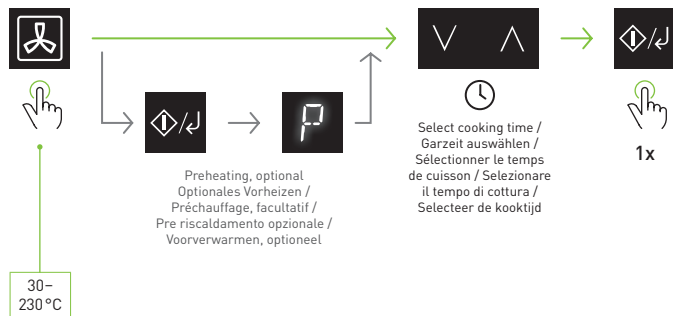 P
Select cooking time /
Garzeit auswählen /
Sélectionner le temps
de cuisson / Selezionare
il tempo di cottura /
Selecteer de kooktijd
1x
Preheating, optional
Optionales Vorheizen /
Préchauffage, facultatif /
Pre riscaldamento opzionale /
Voorverwarmen, optioneel
30–
230 °C